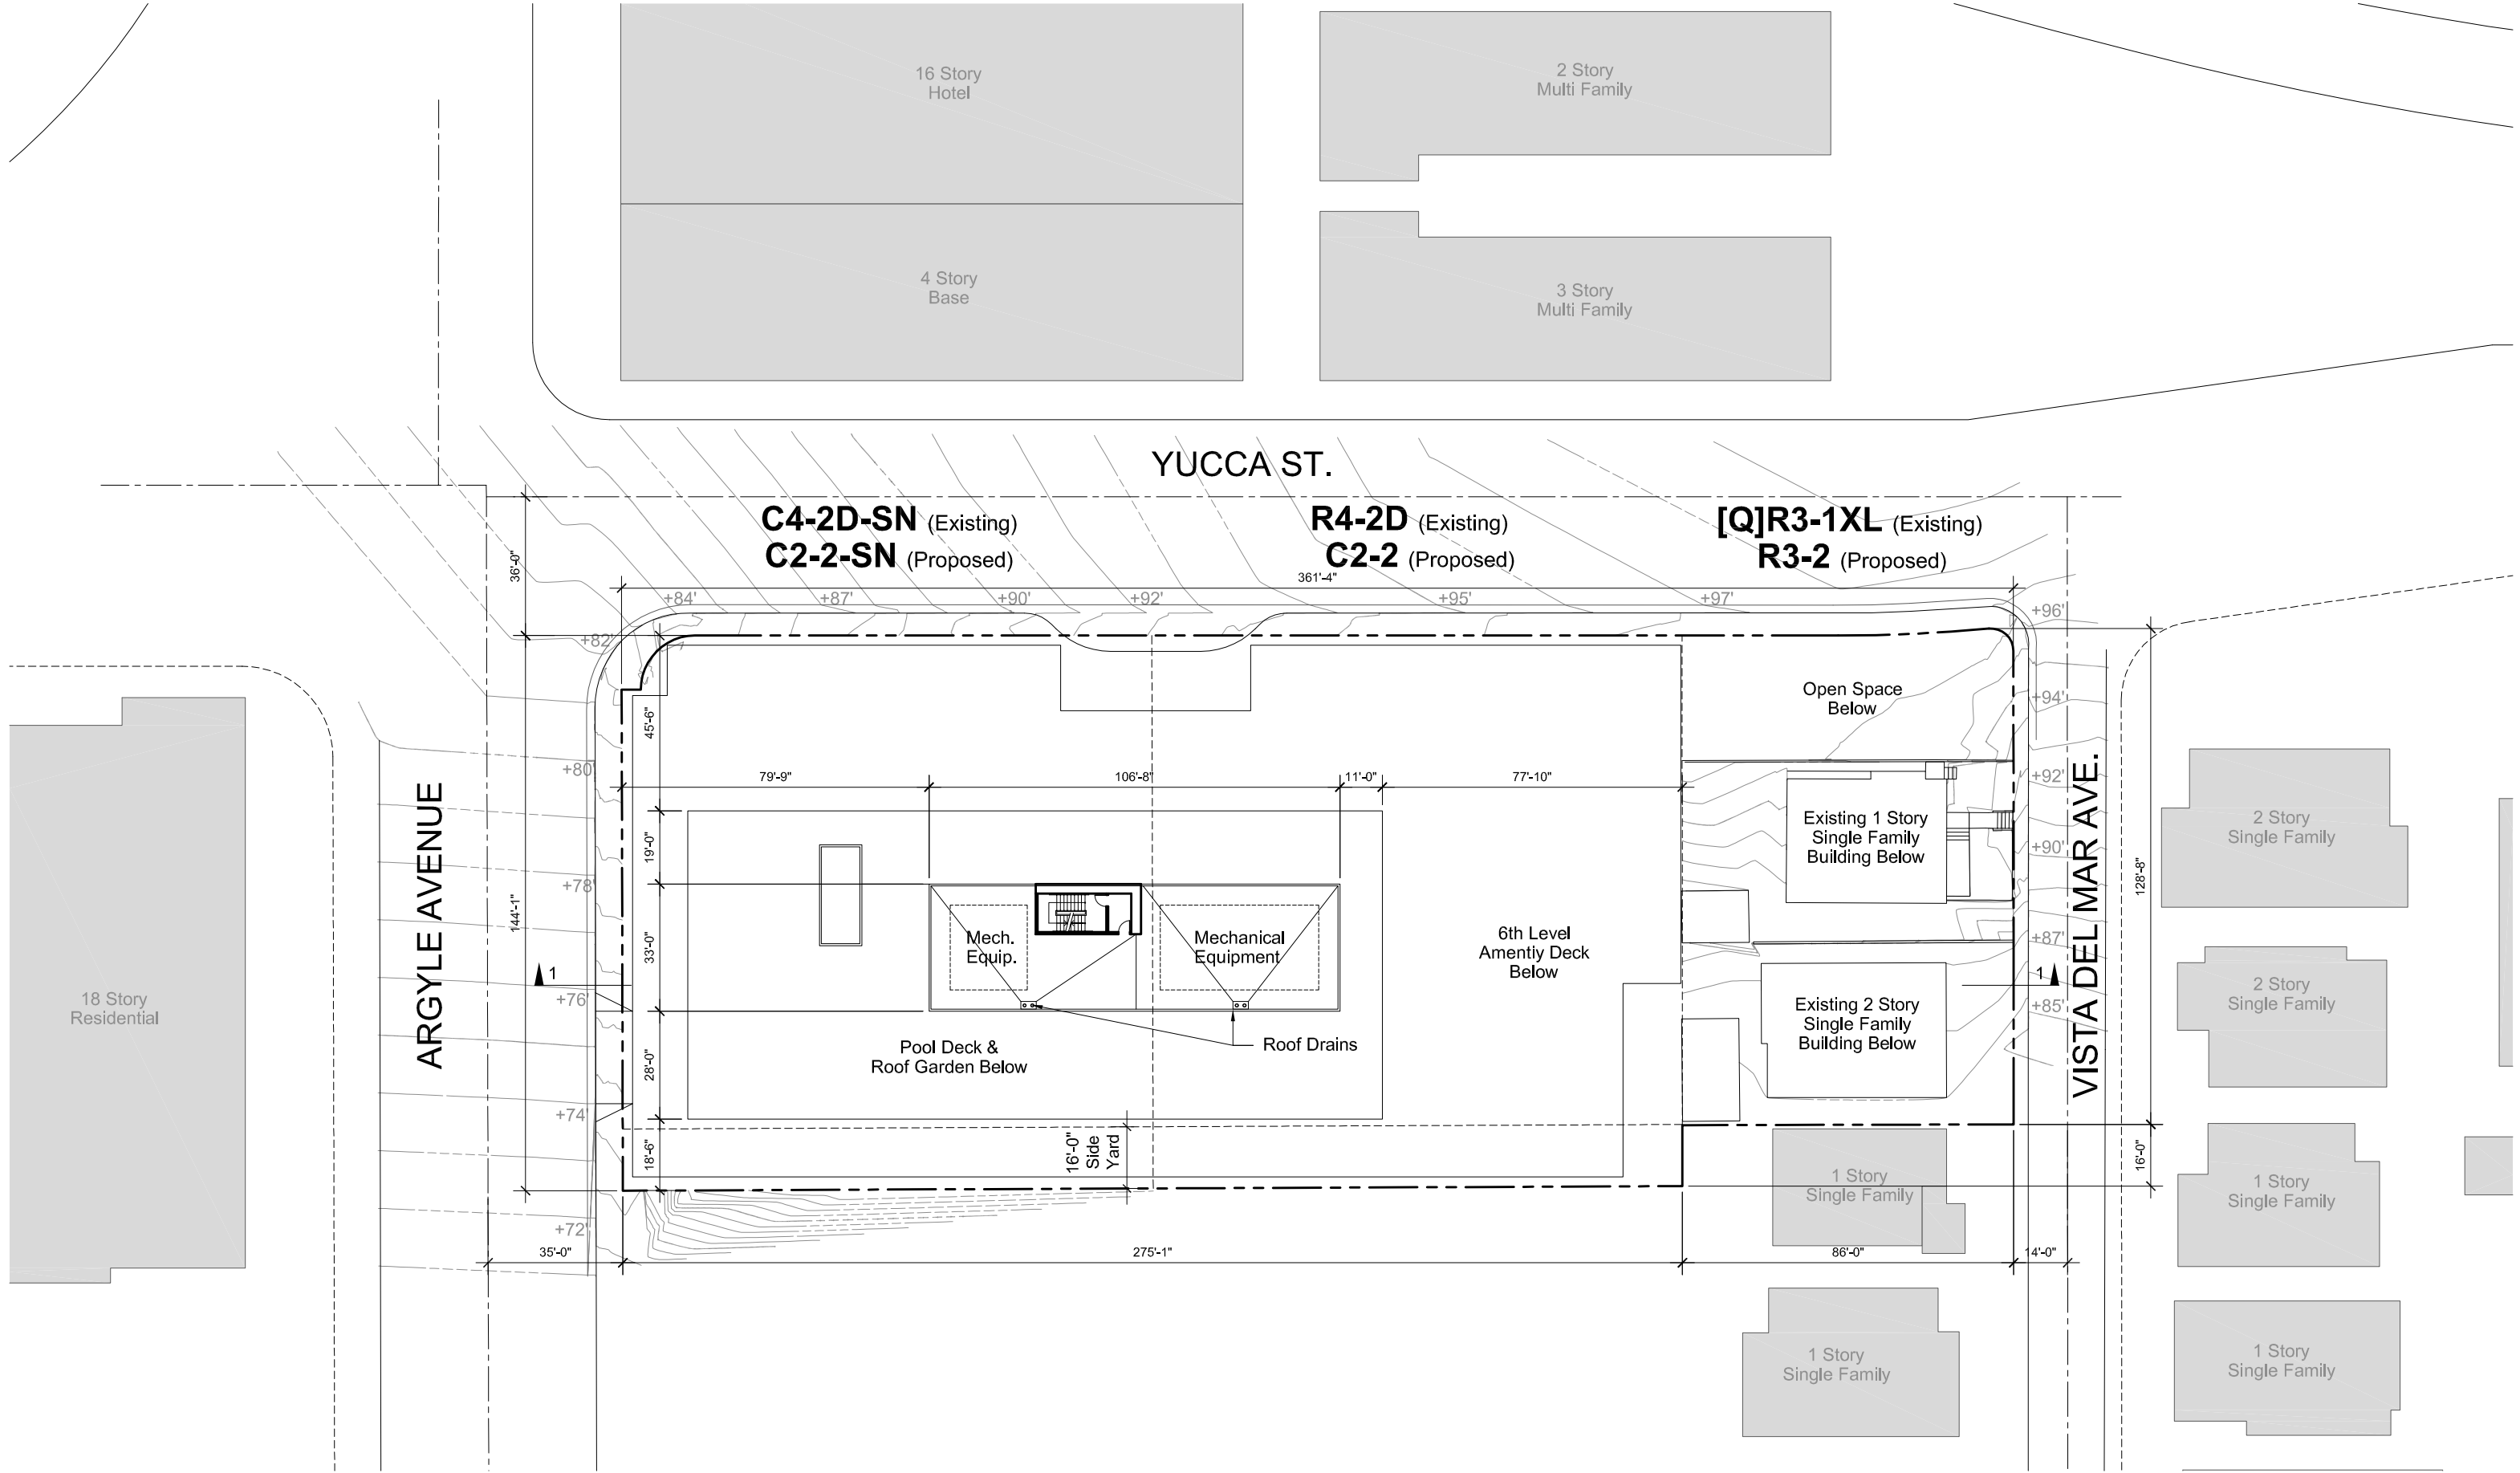 16 Story
Hotel
2 Story
Multi Family
4 Story
Base
3 Story
Multi Family
YUCCA ST.
C4-2D-SN (Existing)
C2-2-SN (Proposed)
R4-2D (Existing)
C2-2 (Proposed)
[Q]R3-1XL (Existing)
R3-2 (Proposed)
36'-0"
361'-4"
+84'
+87'
+90'
+92'
+95'
+97'
+96'
+82'
Open Space
Below
+94'
45'-6"
+80'
79'-9"
106'-8"
11'-0"
77'-10"
+92'
ARGYLE AVENUE
VISTA DEL MAR AVE.
Existing 1 Story
Single Family
Building Below
2 Story
Single Family
19'-0"
+90'
+78'
144'-1"
128'-8"
Mech.
Equip.
Mechanical
Equipment
6th Level
Amentiy Deck
Below
33'-0"
+87'
1
1
18 Story
Residential
+76'
Existing 2 Story
Single Family
Building Below
+85'
2 Story
Single Family
Pool Deck &
Roof Garden Below
Roof Drains
28'-0"
+74'
18'-6"
16'-0"
Side
Yard
16'-0"
1 Story
Single Family
1 Story
Single Family
+72'
35'-0"
275'-1"
86'-0"
14'-0"
1 Story
Single Family
1 Story
Single Family